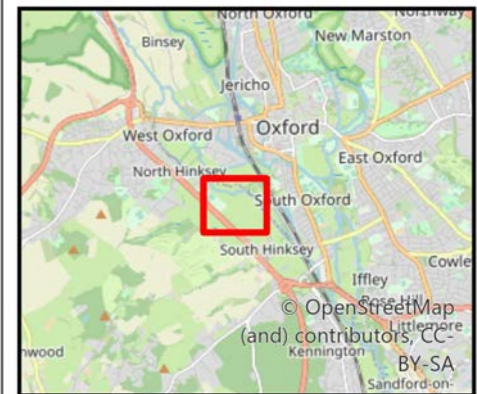 North Oxford
Northway
New Marston
Binsey
Jericho
West Oxford
Oxford
East Oxford
North Hinksey
South Oxford
South Hinksey
Cowle
Iffley
Rose Hill
Littlemore
© OpenStreetMap
(and) contributors, CC-
BY-SA
Kennington
nwood
Sandford-on-